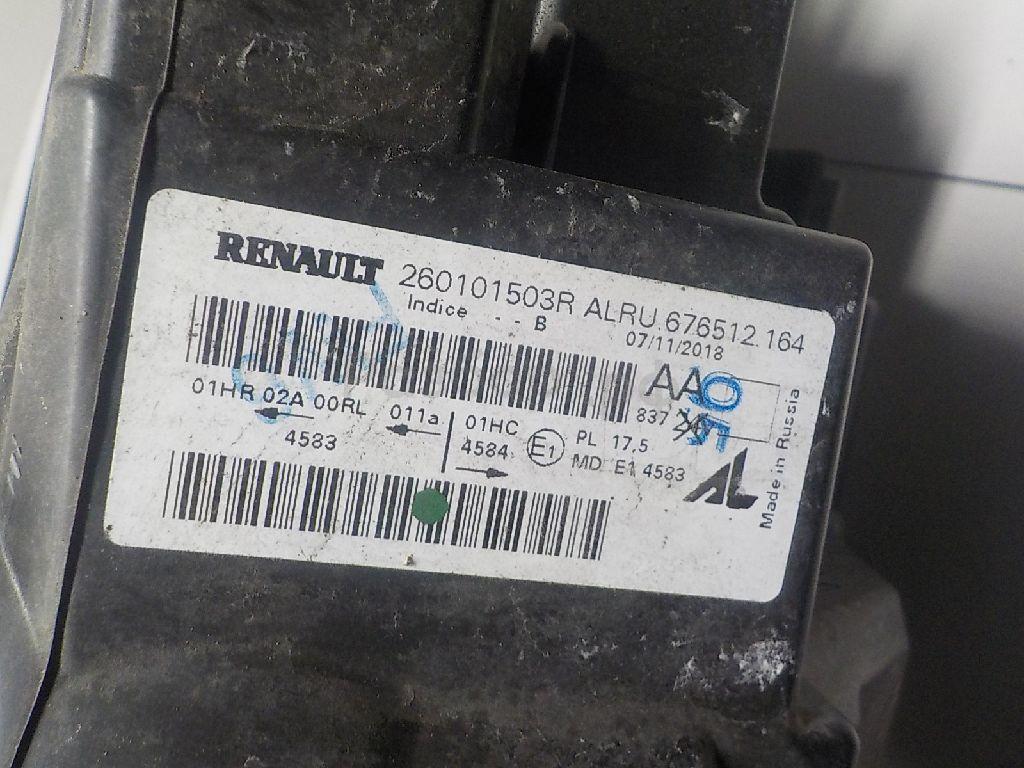 RENAULT 260101503R ALRU 676512.164
Indice - - B 07/11/2018
AA
837
01HR 02A 00RL 011a 01HC E1 PL 17,5
4583 4584 MD E1 4583
AL
Made in Russia